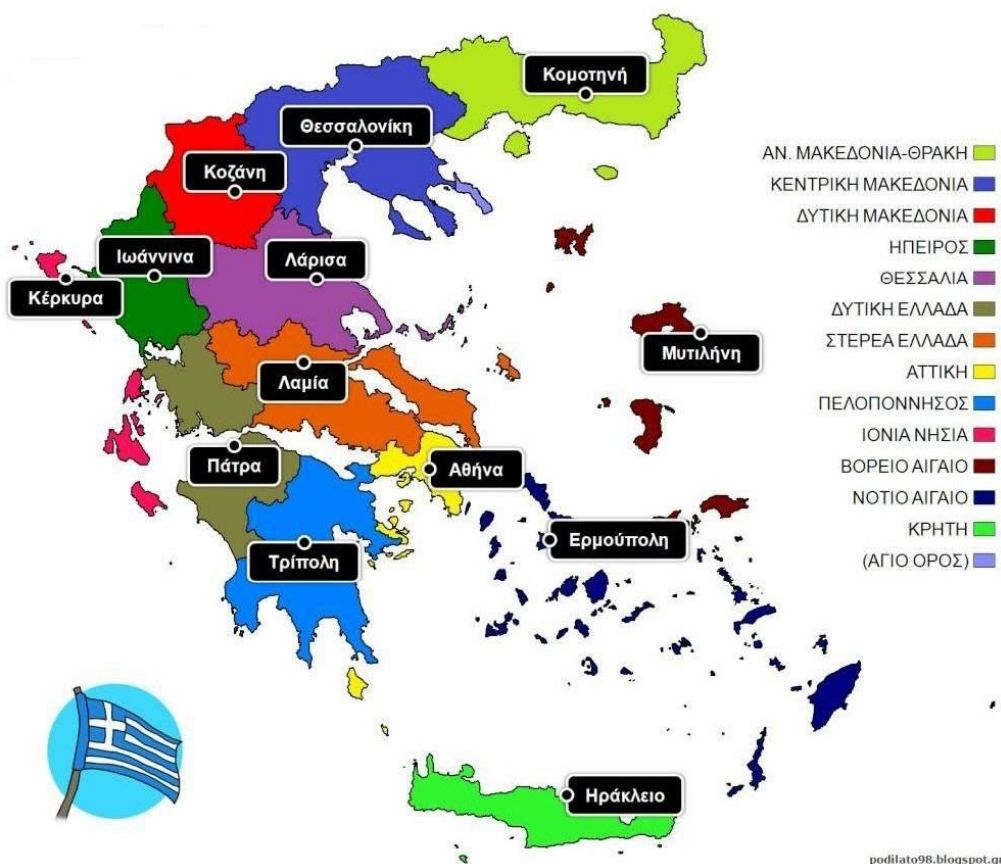 Κομοτηνή
Θεσσαλονίκη
Κοζάνη
Ιωάννινα
Λάρισα
Κέρκυρα
Μυτιλήνη
Λαμία
Πάτρα
Αθήνα
Ερμούπολη
Τρίπολη
Ηράκλειο
ΑΝ. ΜΑΚΕΔΟΝΙΑ-ΘΡΑΚΗ
ΚΕΝΤΡΙΚΗ ΜΑΚΕΔΟΝΙΑ
ΔΥΤΙΚΗ ΜΑΚΕΔΟΝΙΑ
ΗΠΕΙΡΟΣ
ΘΕΣΣΑΛΙΑ
ΔΥΤΙΚΗ ΕΛΛΑΔΑ
ΣΤΕΡΕΑ ΕΛΛΑΔΑ
ΑΤΤΙΚΗ
ΠΕΛΟΠΟΝΝΗΣΟΣ
ΙΟΝΙΑ ΝΗΣΙΑ
ΒΟΡΕΙΟ ΑΙΓΑΙΟ
ΝΟΤΙΟ ΑΙΓΑΙΟ
ΚΡΗΤΗ
(ΑΓΙΟ ΟΡΟΣ)
podilato98.blogspot.gr